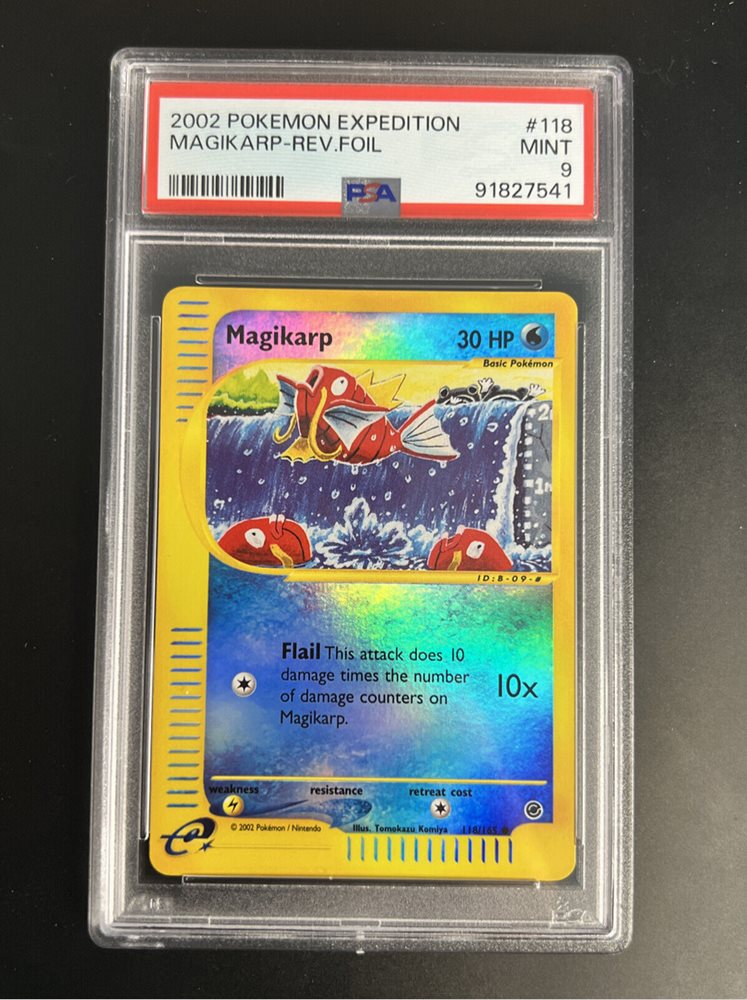 2002 POKEMON EXPEDITION #118
MAGIKARP-REV.FOIL MINT
9
PSA 91827541
Magikarp 30 HP
Basic Pokémon
1m
ID:B-09-#
Flail This attack does 10
damage times the number
of damage counters on
Magikarp.
10x
weakness resistance retreat cost
© 2002 Pokémon / Nintendo Illus. Tomokazu Komiya 118/165
e